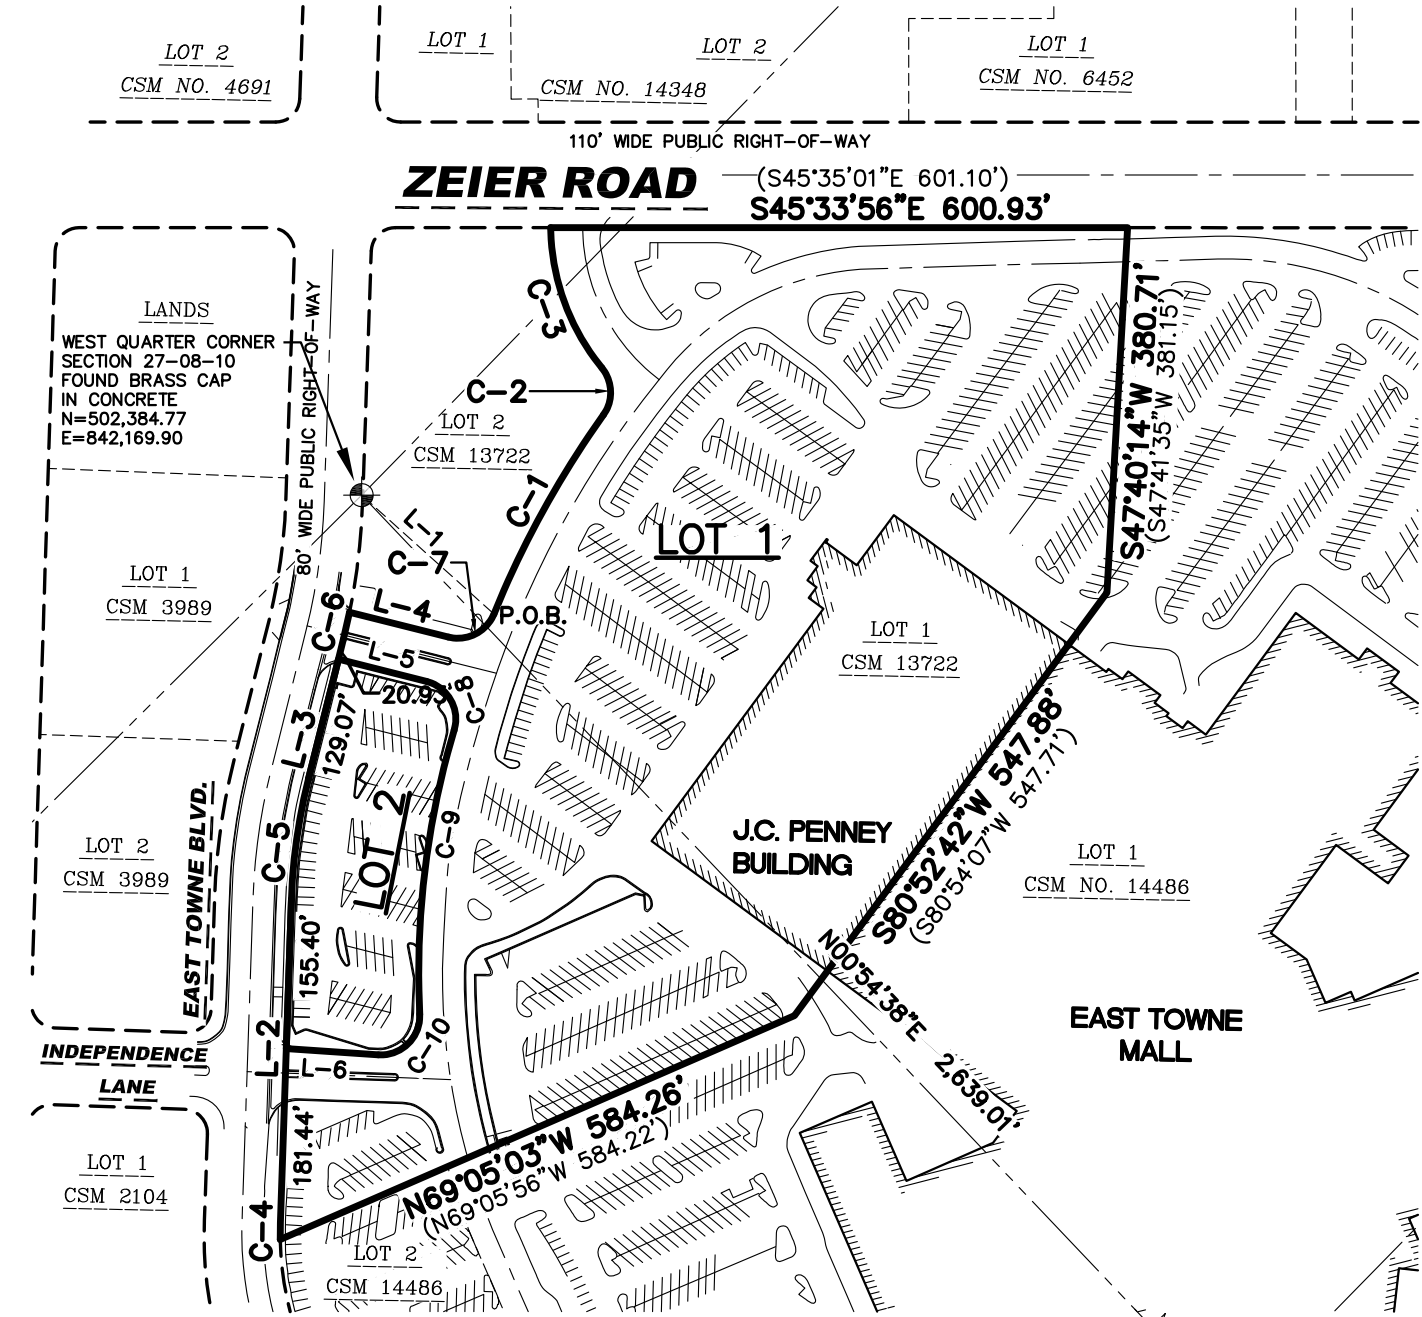 LOT 2
CSM NO. 4691
LOT 1
LOT 2
CSM NO. 14348
LOT 1
CSM NO. 6452
110' WIDE PUBLIC RIGHT-OF-WAY
ZEIER ROAD
(S45°35'01"E 601.10')
S45°33'56"E 600.93'
LANDS
WEST QUARTER CORNER
SECTION 27-08-10
FOUND BRASS CAP
IN CONCRETE
N=502,384.77
E=842,169.90
80' WIDE PUBLIC RIGHT-OF-WAY
C-3
C-2
LOT 2
CSM 13722
C-1
L-1
C-7
S47°40'14"W 380.71'
(S47°41'35"W 381.15')
LOT 1
LOT 1
CSM 3989
C-6
L-4
P.O.B.
L-5
20.93'
C-8
LOT 1
CSM 13722
L-3
129.07'
S80°52'42"W 547.88'
(S80°54'07"W 547.71')
EAST TOWNE BLVD.
LOT 2
CSM 3989
C-5
LOT 2
C-9
J.C. PENNEY
BUILDING
LOT 1
CSM NO. 14486
155.40'
N00°54'38"E 2,639.01'
EAST TOWNE
MALL
INDEPENDENCE
LANE
L-2
L-6
C-10
LOT 1
CSM 2104
181.44'
C-4
N69°05'03"W 584.26'
(N69°05'56"W 584.22')
LOT 2
CSM 14486